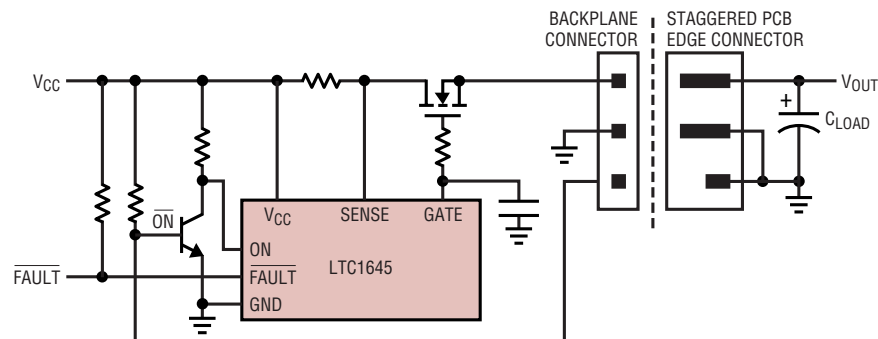 BACKPLANE
CONNECTOR
STAGGERED PCB
EDGE CONNECTOR
VCC
VOUT
+
CLOAD
ON
VCC SENSE GATE
ON
FAULT
FAULT
LTC1645
GND